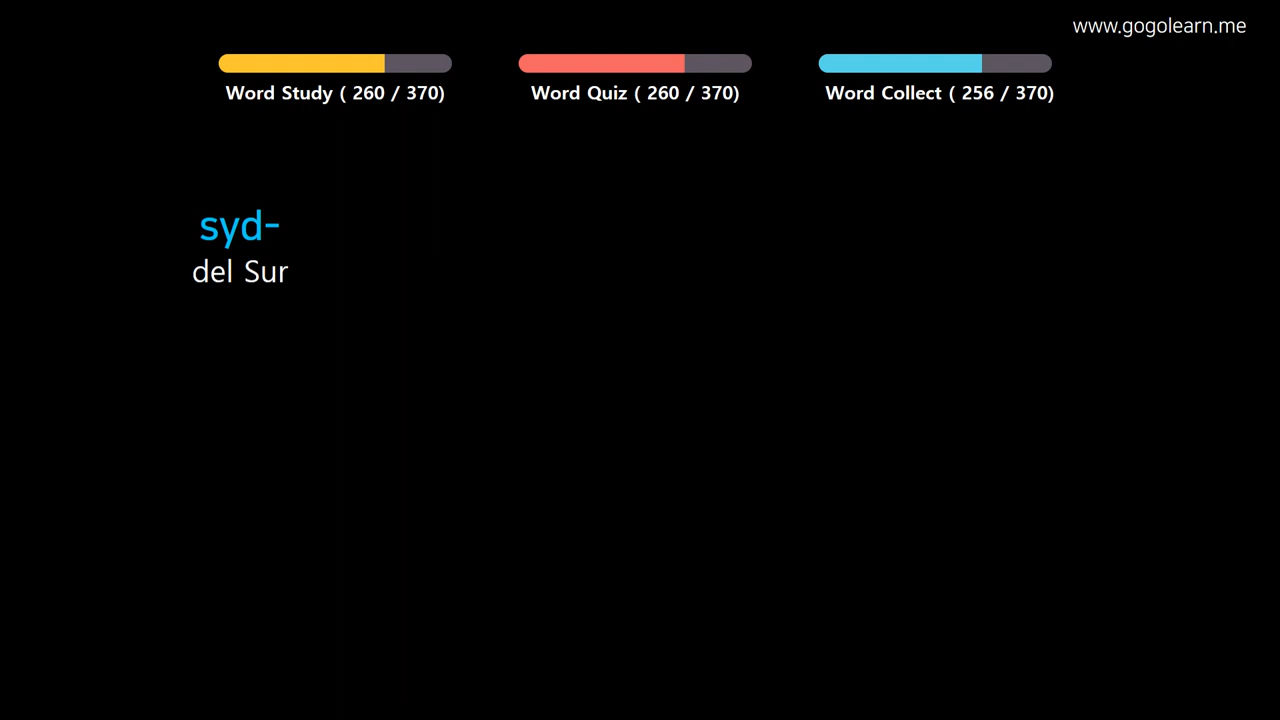 www.gogolearn.me
Word Study ( 260 / 370)
Word Quiz ( 260 / 370)
Word Collect ( 256 / 370)
syd-
del Sur